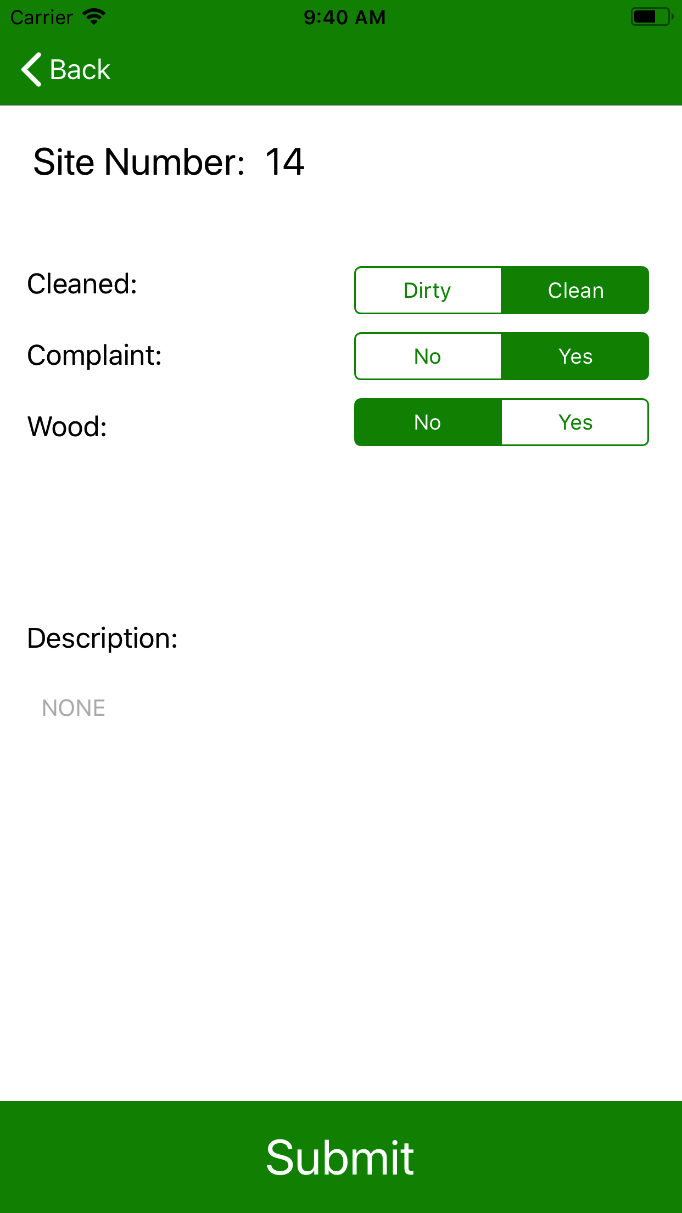 Carrier 9:40 AM
Back
Site Number: 14
Cleaned: Dirty Clean
Complaint: No Yes
Wood: No Yes
Description:
NONE
Submit